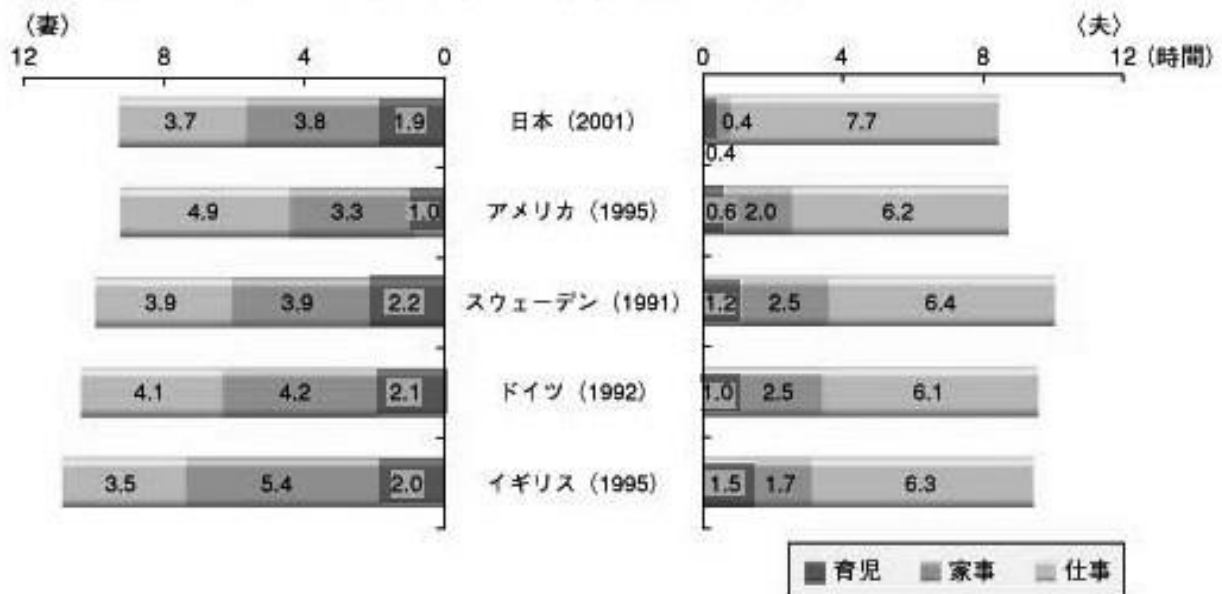 〈妻〉 〈夫〉
12 8 4 0 0 4 8 12 (時間)
3.7 3.8 1.9 日本 (2001) 0.4 7.7
0.4
4.9 3.3 1.0 アメリカ (1995) 0.6 2.0 6.2
3.9 3.9 2.2 スウェーデン (1991) 1.2 2.5 6.4
4.1 4.2 2.1 ドイツ (1992) 1.0 2.5 6.1
3.5 5.4 2.0 イギリス (1995) 1.5 1.7 6.3
育児 家事 仕事